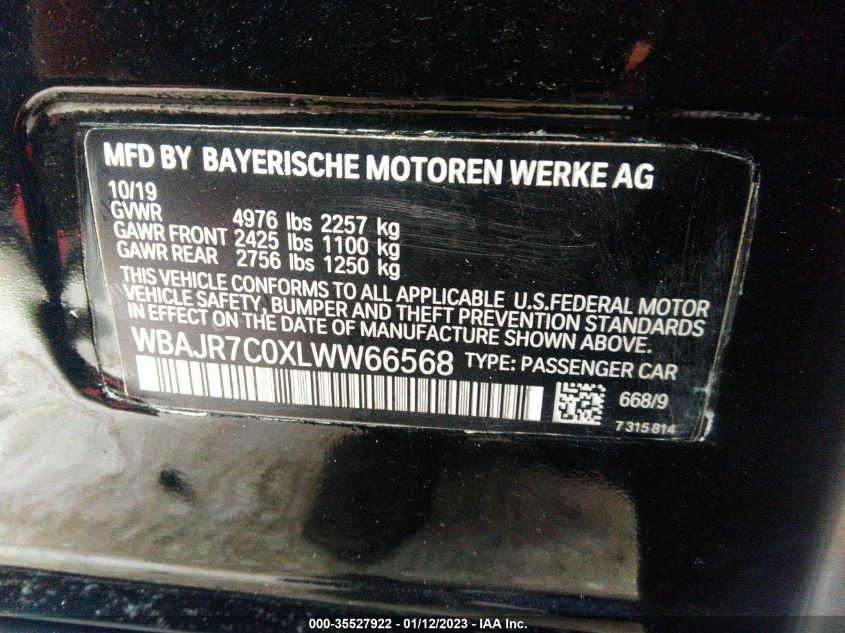 MFD BY BAYERISCHE MOTOREN WERKE AG
10/19
GVWR 4976 lbs 2257 kg
GAWR FRONT 2425 lbs 1100 kg
GAWR REAR 2756 lbs 1250 kg
THIS VEHICLE CONFORMS TO ALL APPLICABLE U.S.FEDERAL MOTOR
VEHICLE SAFETY, BUMPER AND THEFT PREVENTION STANDARDS
IN EFFECT ON THE DATE OF MANUFACTURE SHOWN ABOVE.
WBAJR7C0XLWW66568 TYPE: PASSENGER CAR
668/9
7 315 814
000-35527922 - 01/12/2023 - IAA Inc.